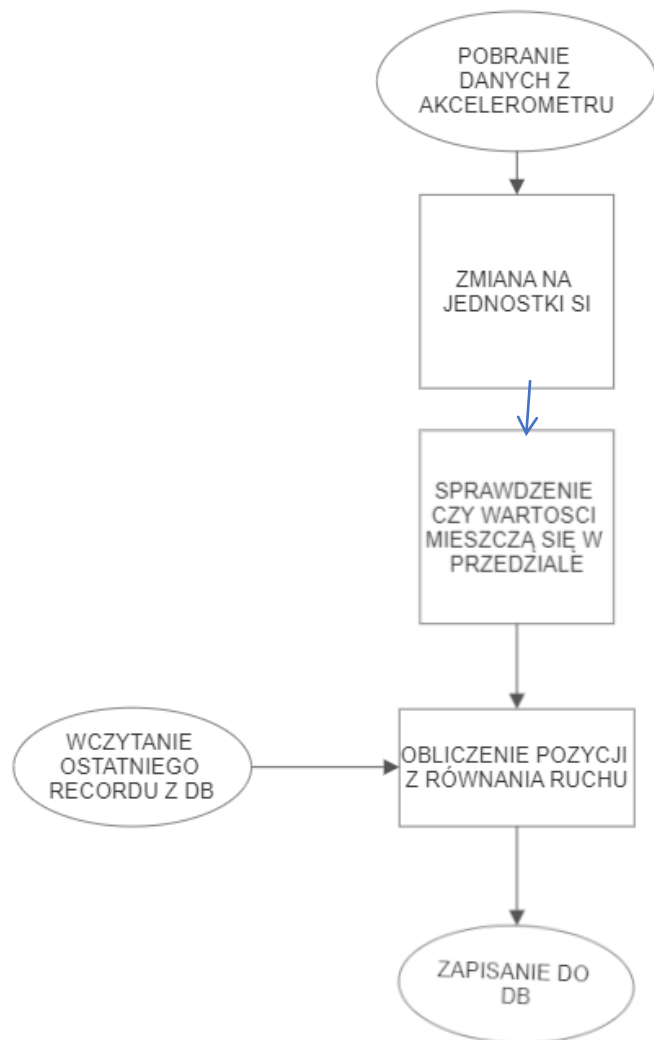 POBRANIE
DANYCH Z
AKCELEROMETRU
ZMIANA NA
JEDNOSTKI SI
SPRAWDZENIE
CZY WARTOSCI
MIESZCZĄ SIĘ W
PRZEDZIALE
WCZYTANIE
OSTATNIEGO
RECORDU Z DB
OBLICZENIE POZYCJI
Z RÓWNANIA RUCHU
ZAPISANIE DO
DB